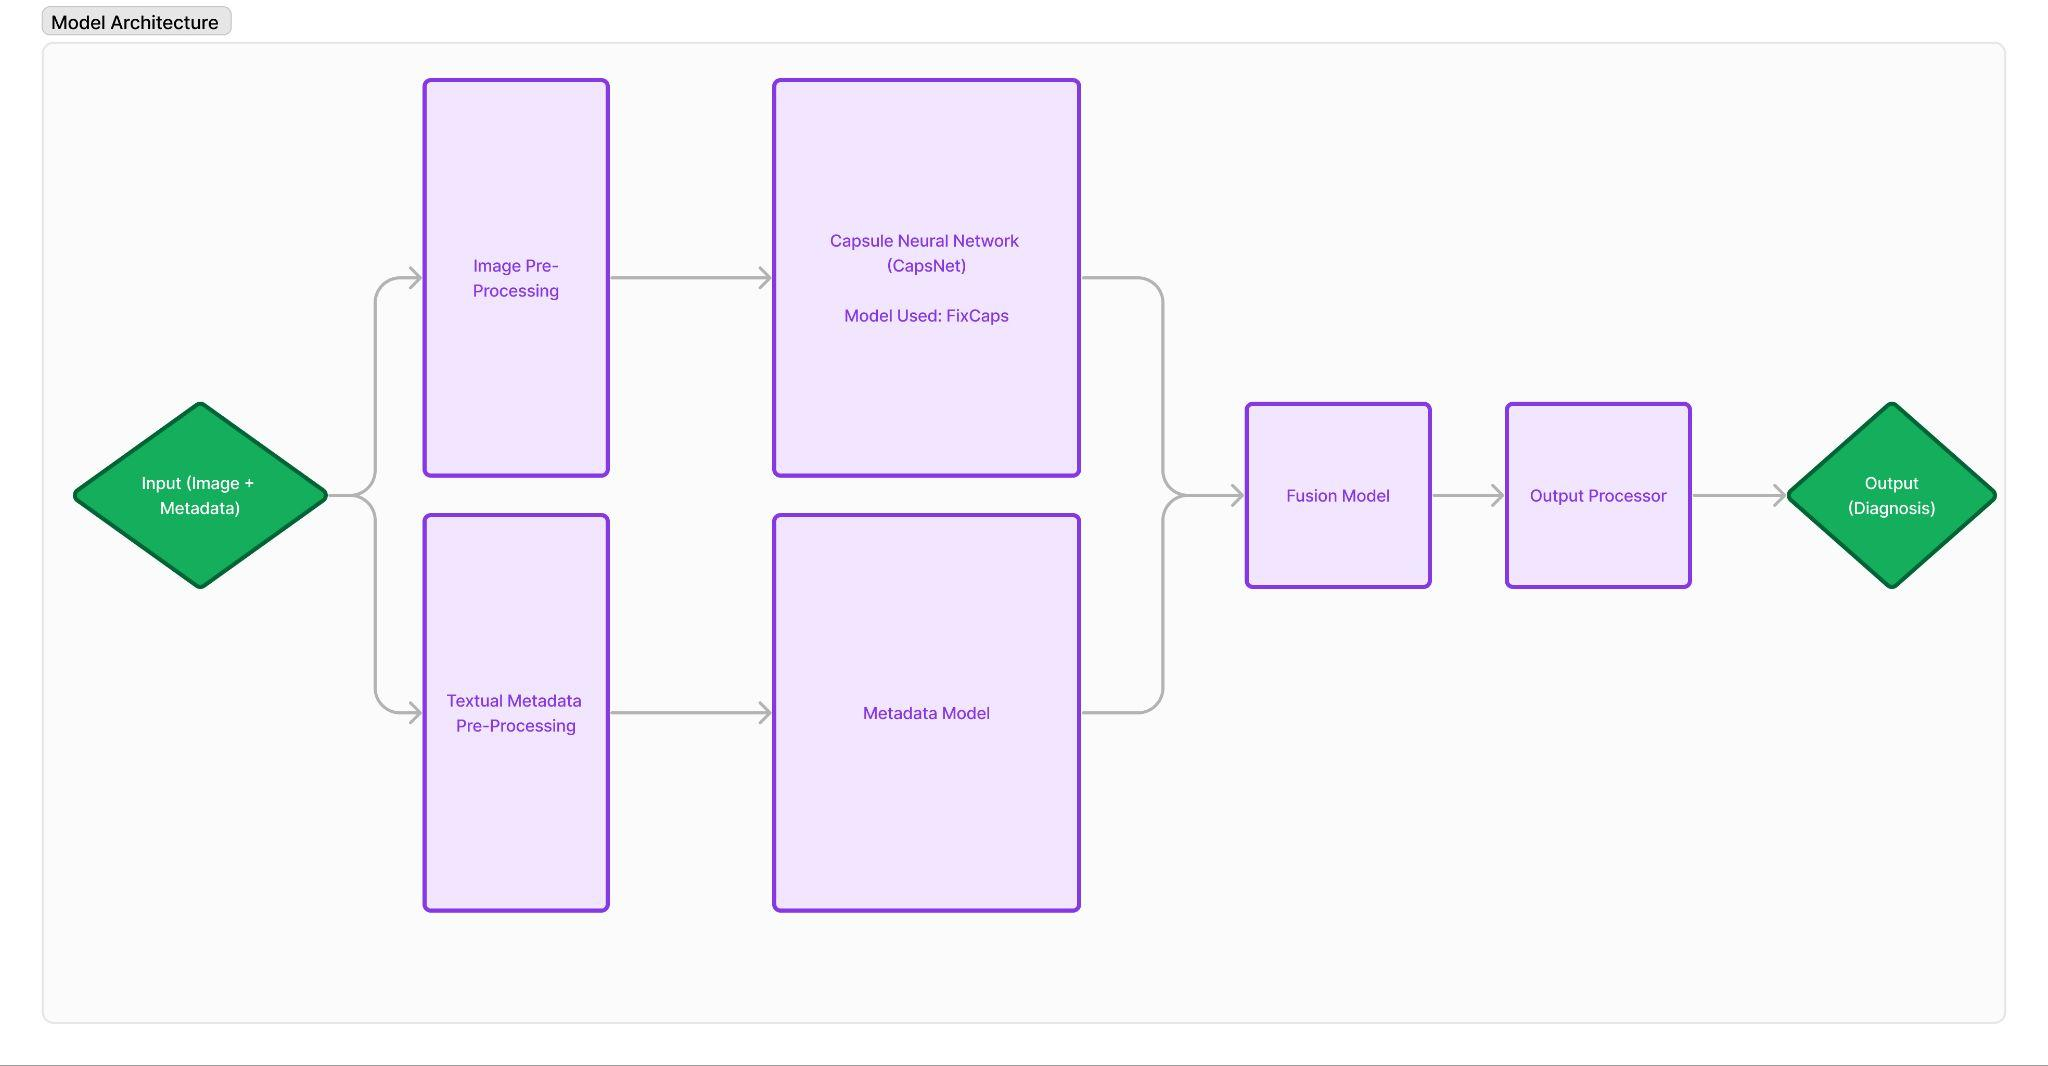 Model Architecture
Image Pre-
Processing
Capsule Neural Network
(CapsNet)
Model Used: FixCaps
Input (Image +
Metadata)
Textual Metadata
Pre-Processing
Metadata Model
Fusion Model
Output Processor
Output
(Diagnosis)